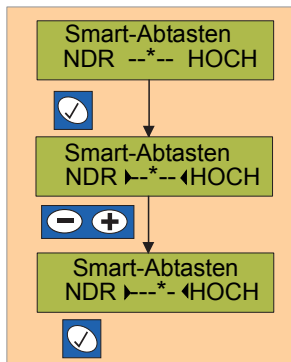 Smart-Abtasten
NDR --*-- HOCH
Smart-Abtasten
NDR --*-- HOCH
Smart-Abtasten
NDR ---*- HOCH